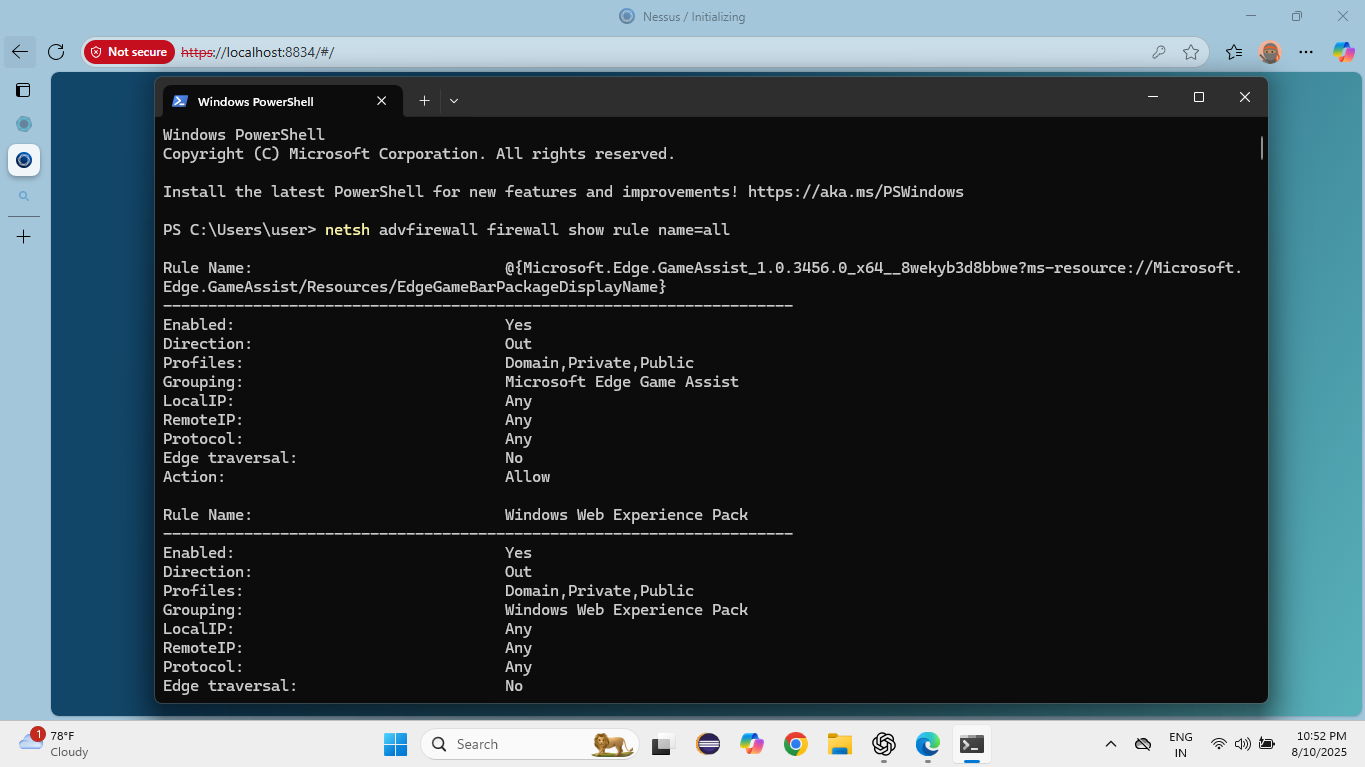 Nessus / Initializing
Not secure https://localhost:8834/#/
Windows PowerShell
Windows PowerShell
Copyright (C) Microsoft Corporation. All rights reserved.
Install the latest PowerShell for new features and improvements! https://aka.ms/PSWindows
PS C:\Users\user> netsh advfirewall firewall show rule name=all
Rule Name: @{Microsoft.Edge.GameAssist_1.0.3456.0_x64__8wekyb3d8bbwe?ms-resource://Microsoft.
Edge.GameAssist/Resources/EdgeGameBarPackageDisplayName}
----------------------------------------------------------------------
Enabled: Yes
Direction: Out
Profiles: Domain,Private,Public
Grouping: Microsoft Edge Game Assist
LocalIP: Any
RemoteIP: Any
Protocol: Any
Edge traversal: No
Action: Allow
Rule Name: Windows Web Experience Pack
----------------------------------------------------------------------
Enabled: Yes
Direction: Out
Profiles: Domain,Private,Public
Grouping: Windows Web Experience Pack
LocalIP: Any
RemoteIP: Any
Protocol: Any
Edge traversal: No
1 78°F
Cloudy
Search
ENG
IN
10:52 PM
8/10/2025